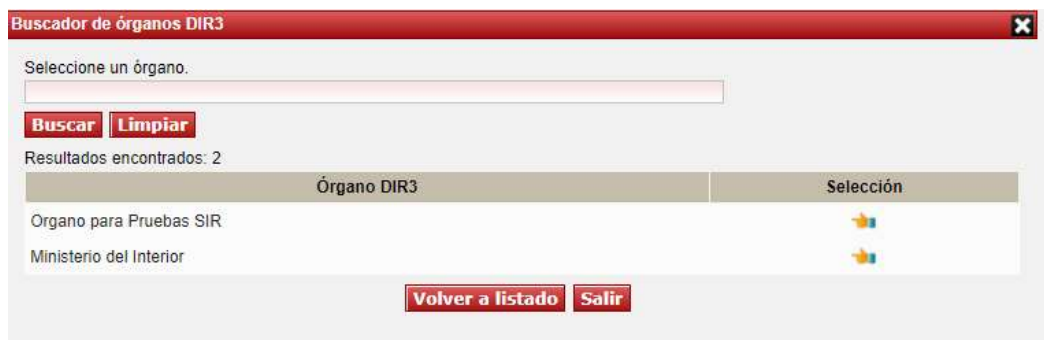 Buscador de órganos DIR3
Seleccione un órgano.
Buscar Limpiar
Resultados encontrados: 2
Órgano DIR3 Selección
Organo para Pruebas SIR
Ministerio del Interior
Volver a listado Salir